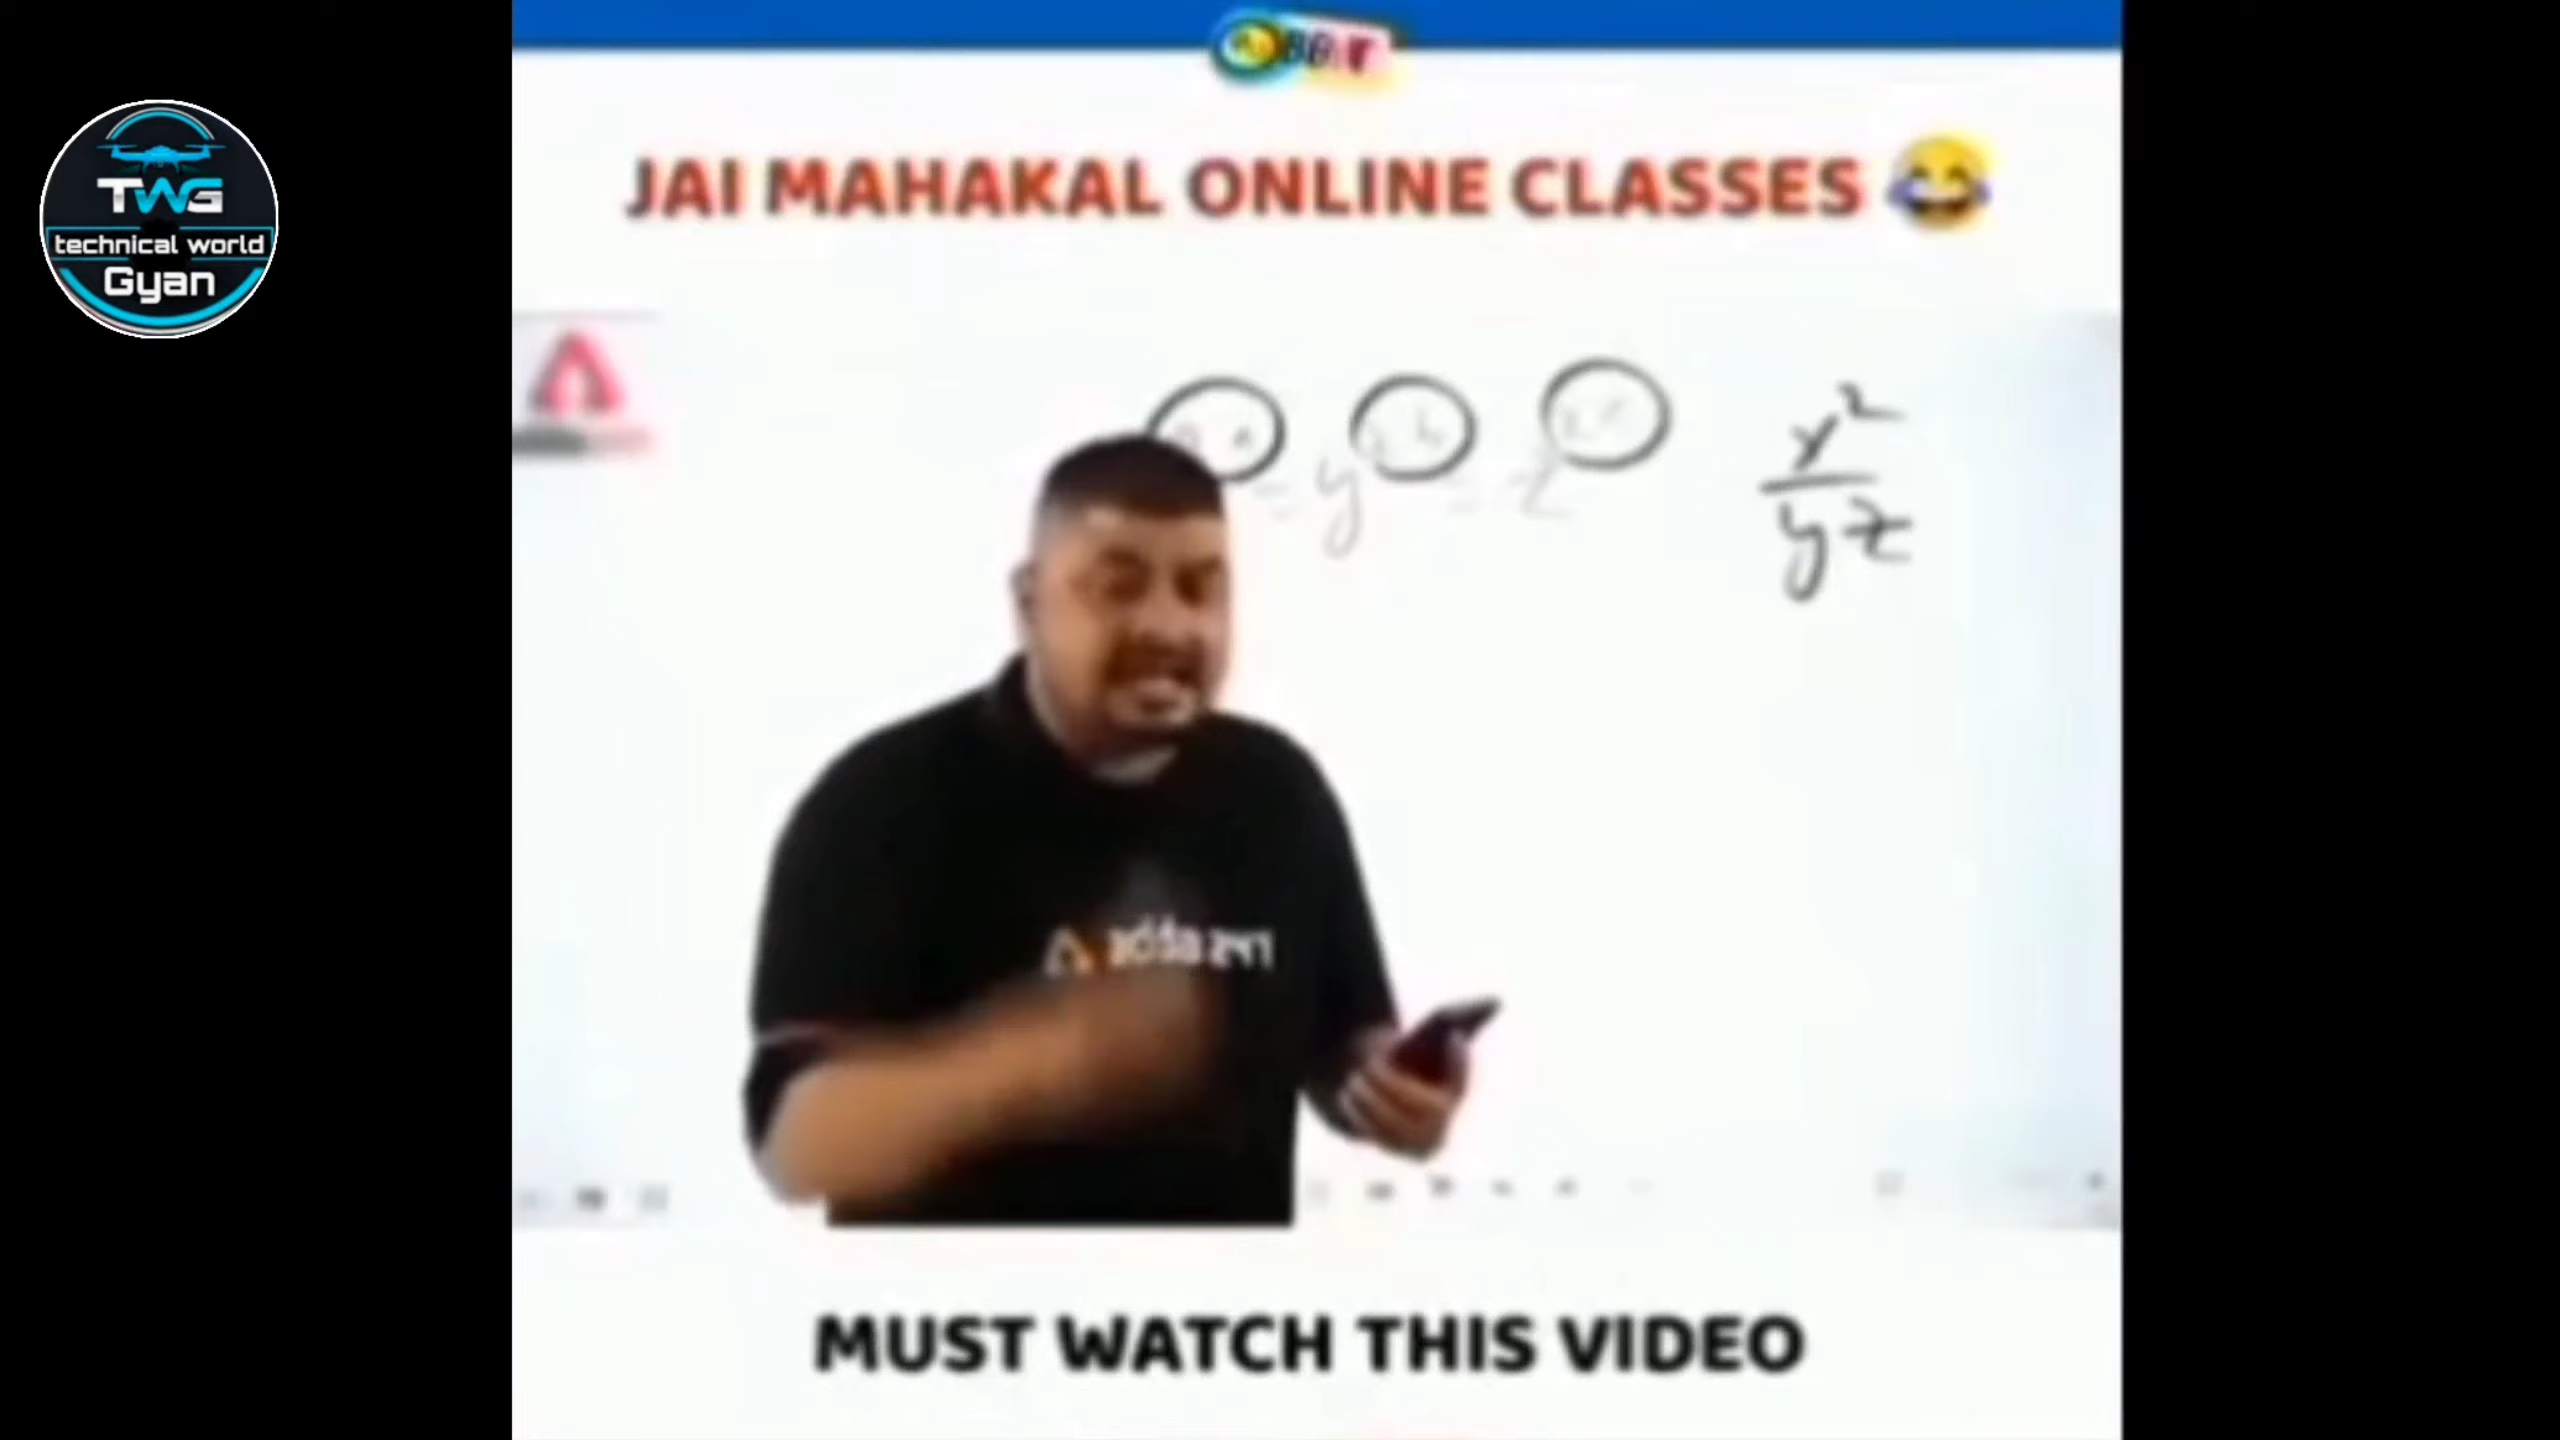 TWG
technical world
Gyan
JAI MAHAKAL ONLINE CLASSES 😂
= y = z
x²
yz
adda247
MUST WATCH THIS VIDEO